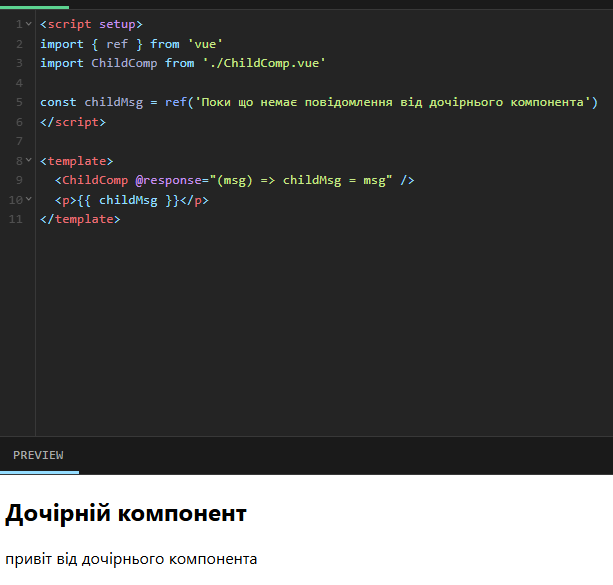 1 <script setup>
2 import { ref } from 'vue'
3 import ChildComp from './ChildComp.vue'
4
5 const childMsg = ref('Поки що немає повідомлення від дочірнього компонента')
6 </script>
7
8 <template>
9   <ChildComp @response="(msg) => childMsg = msg" />
10   <p>{{ childMsg }}</p>
11 </template>
PREVIEW
Дочірній компонент
привіт від дочірнього компонента